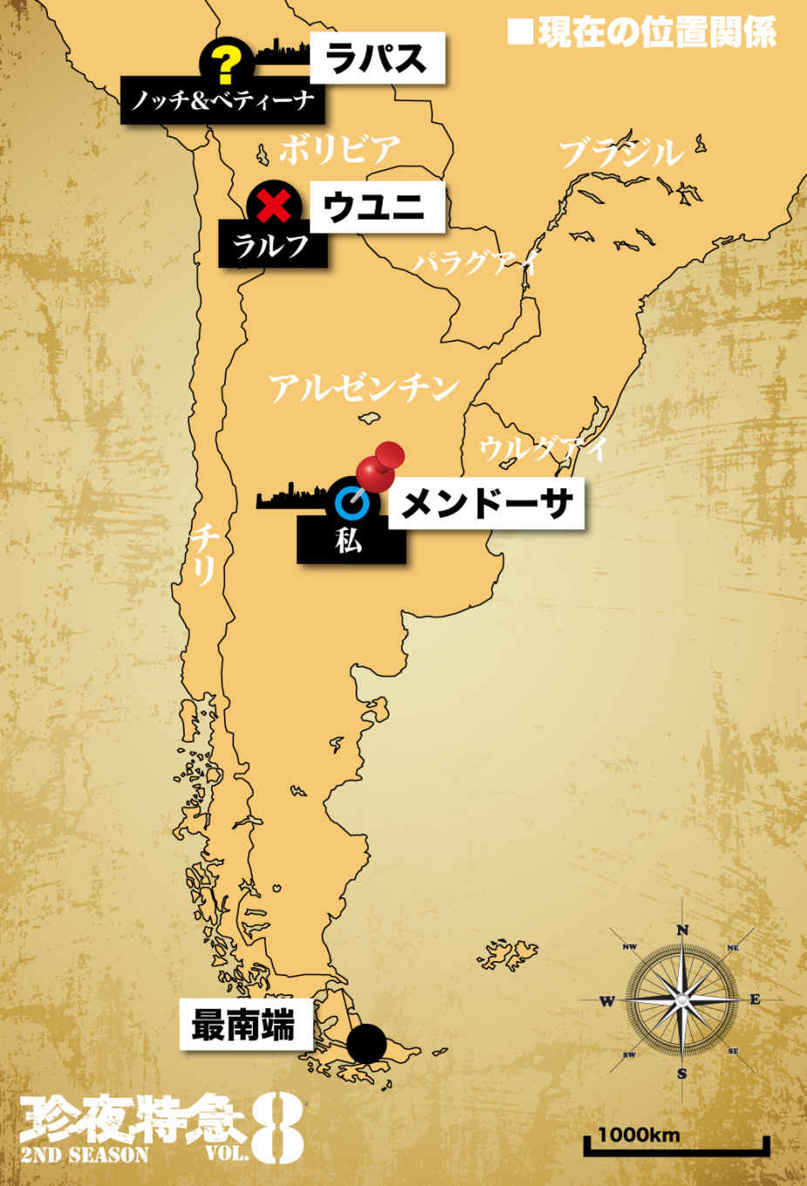 ■現在の位置関係
?
ラパス
ノッチ&ベティーナ
ボリビア
ブラジル
ウユニ
ラルフ
パラグアイ
アルゼンチン
ウルグアイ
メンドーサ
私
チリ
最南端
N
NW
NE
W
E
SW
SE
S
珍夜特急8
2ND SEASON VOL.
1000km